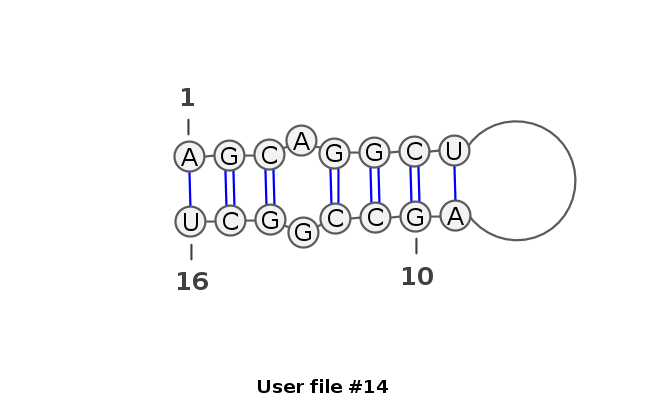 1
A G C A G G C U
U C G G C C G A
16
10
User file #14